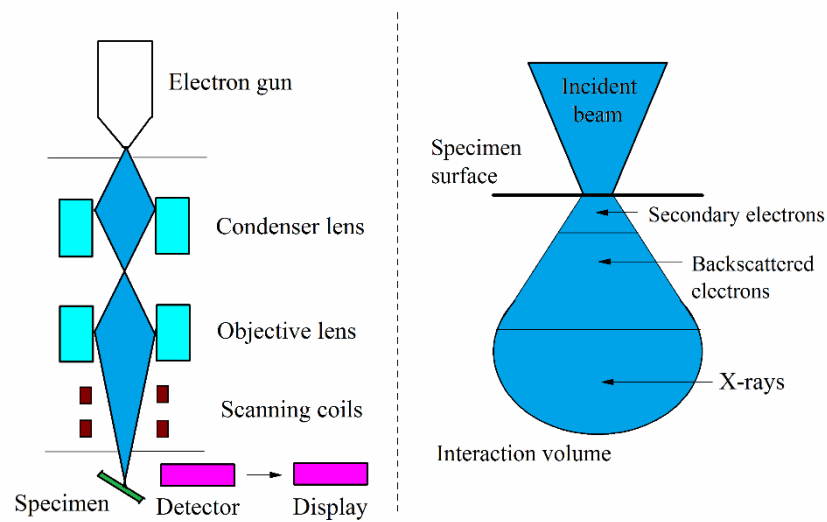 Electron gun
Condenser lens
Objective lens
Scanning coils
Specimen
Detector
Display
Incident
beam
Specimen
surface
Secondary electrons
Backscattered
electrons
X-rays
Interaction volume